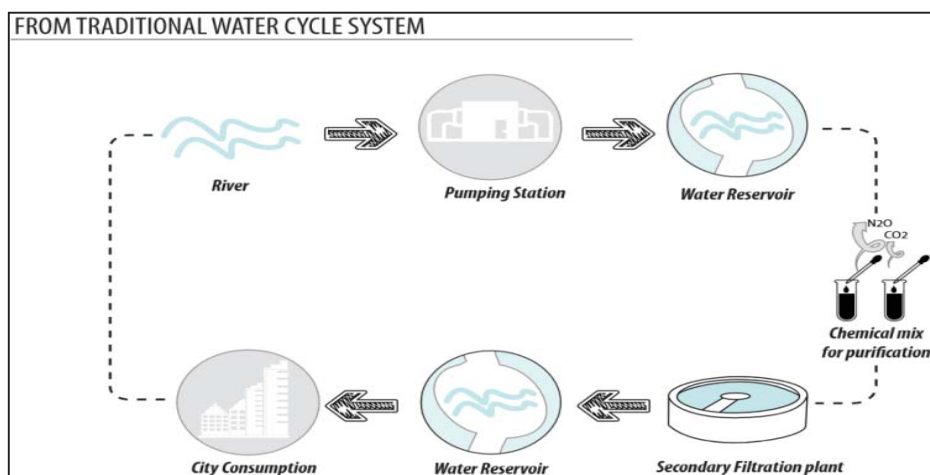 FROM TRADITIONAL WATER CYCLE SYSTEM
River
Pumping Station
Water Reservoir
N2O
CO2
Chemical mix
for purification
City Consumption
Water Reservoir
Secondary Filtration plant